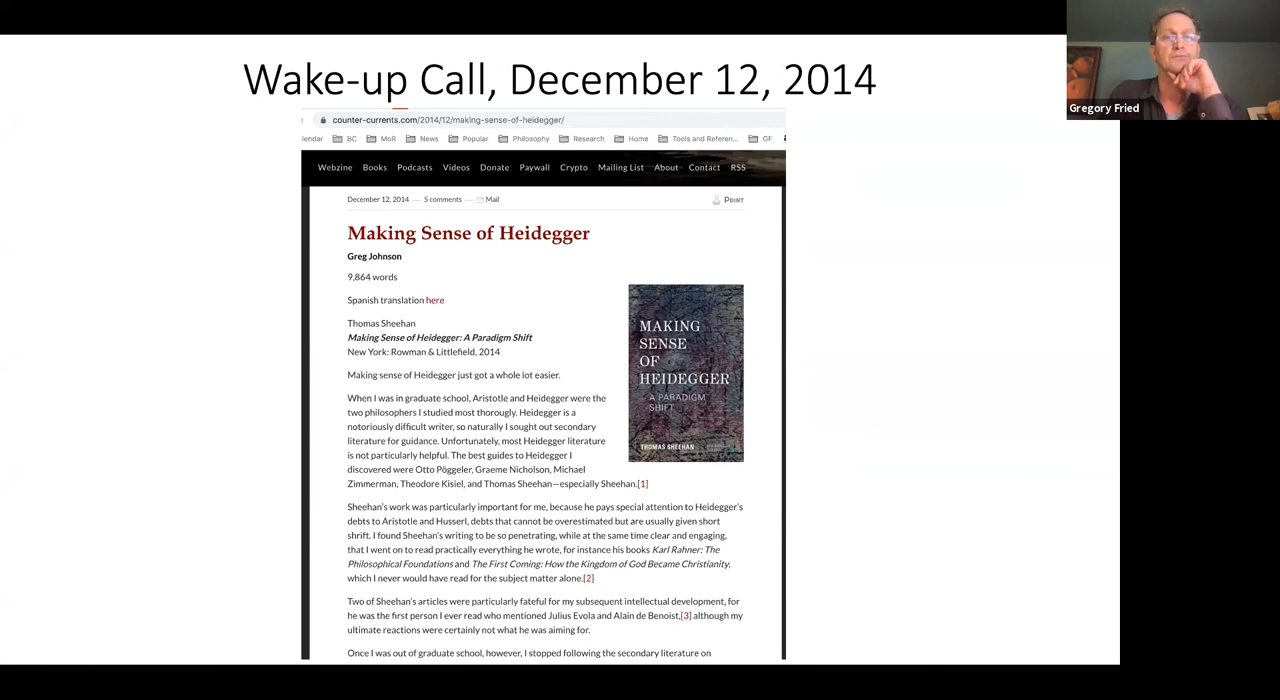 Wake-up Call, December 12, 2014
Gregory Fried
counter-currents.com/2014/12/making-sense-of-heidegger/
lendar BC MoR News Popular Philosophy Research Home Tools and Referen... GF
Webzine Books Podcasts Videos Donate Paywall Crypto Mailing List About Contact RSS
December 12, 2014 — 5 comments — Mail PRINT
Making Sense of Heidegger
Greg Johnson
9,864 words
Spanish translation here
Thomas Sheehan
Making Sense of Heidegger: A Paradigm Shift
New York: Rowman & Littlefield, 2014
Making sense of Heidegger just got a whole lot easier.
When I was in graduate school, Aristotle and Heidegger were the
two philosophers I studied most thoroughly. Heidegger is a
notoriously difficult writer, so naturally I sought out secondary
literature for guidance. Unfortunately, most Heidegger literature
is not particularly helpful. The best guides to Heidegger I
discovered were Otto Pöggeler, Graeme Nicholson, Michael
Zimmerman, Theodore Kisiel, and Thomas Sheehan—especially Sheehan.[1]
MAKING
SENSE
OF
HEIDEGGER
A PARADIGM
SHIFT
THOMAS SHEEHAN
Sheehan's work was particularly important for me, because he pays special attention to Heidegger's
debts to Aristotle and Husserl, debts that cannot be overestimated but are usually given short
shrift. I found Sheehan's writing to be so penetrating, while at the same time clear and engaging,
that I went on to read practically everything he wrote, for instance his books Karl Rahner: The
Philosophical Foundations and The First Coming: How the Kingdom of God Became Christianity,
which I never would have read for the subject matter alone.[2]
Two of Sheehan's articles were particularly fateful for my subsequent intellectual development, for
he was the first person I ever read who mentioned Julius Evola and Alain de Benoist,[3] although my
ultimate reactions were certainly not what he was aiming for.
Once I was out of graduate school, however, I stopped following the secondary literature on